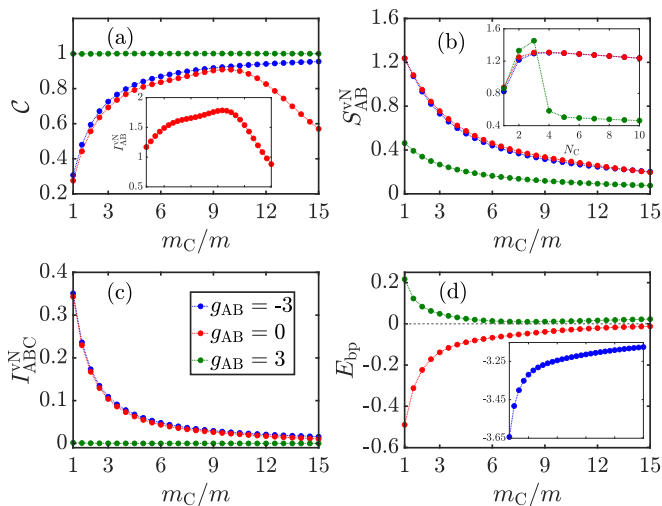 (a)
1
0.8
0.6
0.4
0.2
C
2
1.5
1
I^vN_AB
1 3 6 9 12 15
m_C/m
(b)
1.6
1.2
0.8
0.4
0
S^vN_AB
1.6
1.2
0.8
0.4
2 4 6 8 10
N_C
1 3 6 9 12 15
m_C/m
(c)
0.4
0.3
0.2
0.1
0
I^vN_ABC
g_AB = -3
g_AB = 0
g_AB = 3
1 3 6 9 12 15
m_C/m
(d)
0.2
0
-0.2
-0.4
-0.6
E_bp
-3.25
-3.45
-3.65
1 3 6 9 12 15
m_C/m